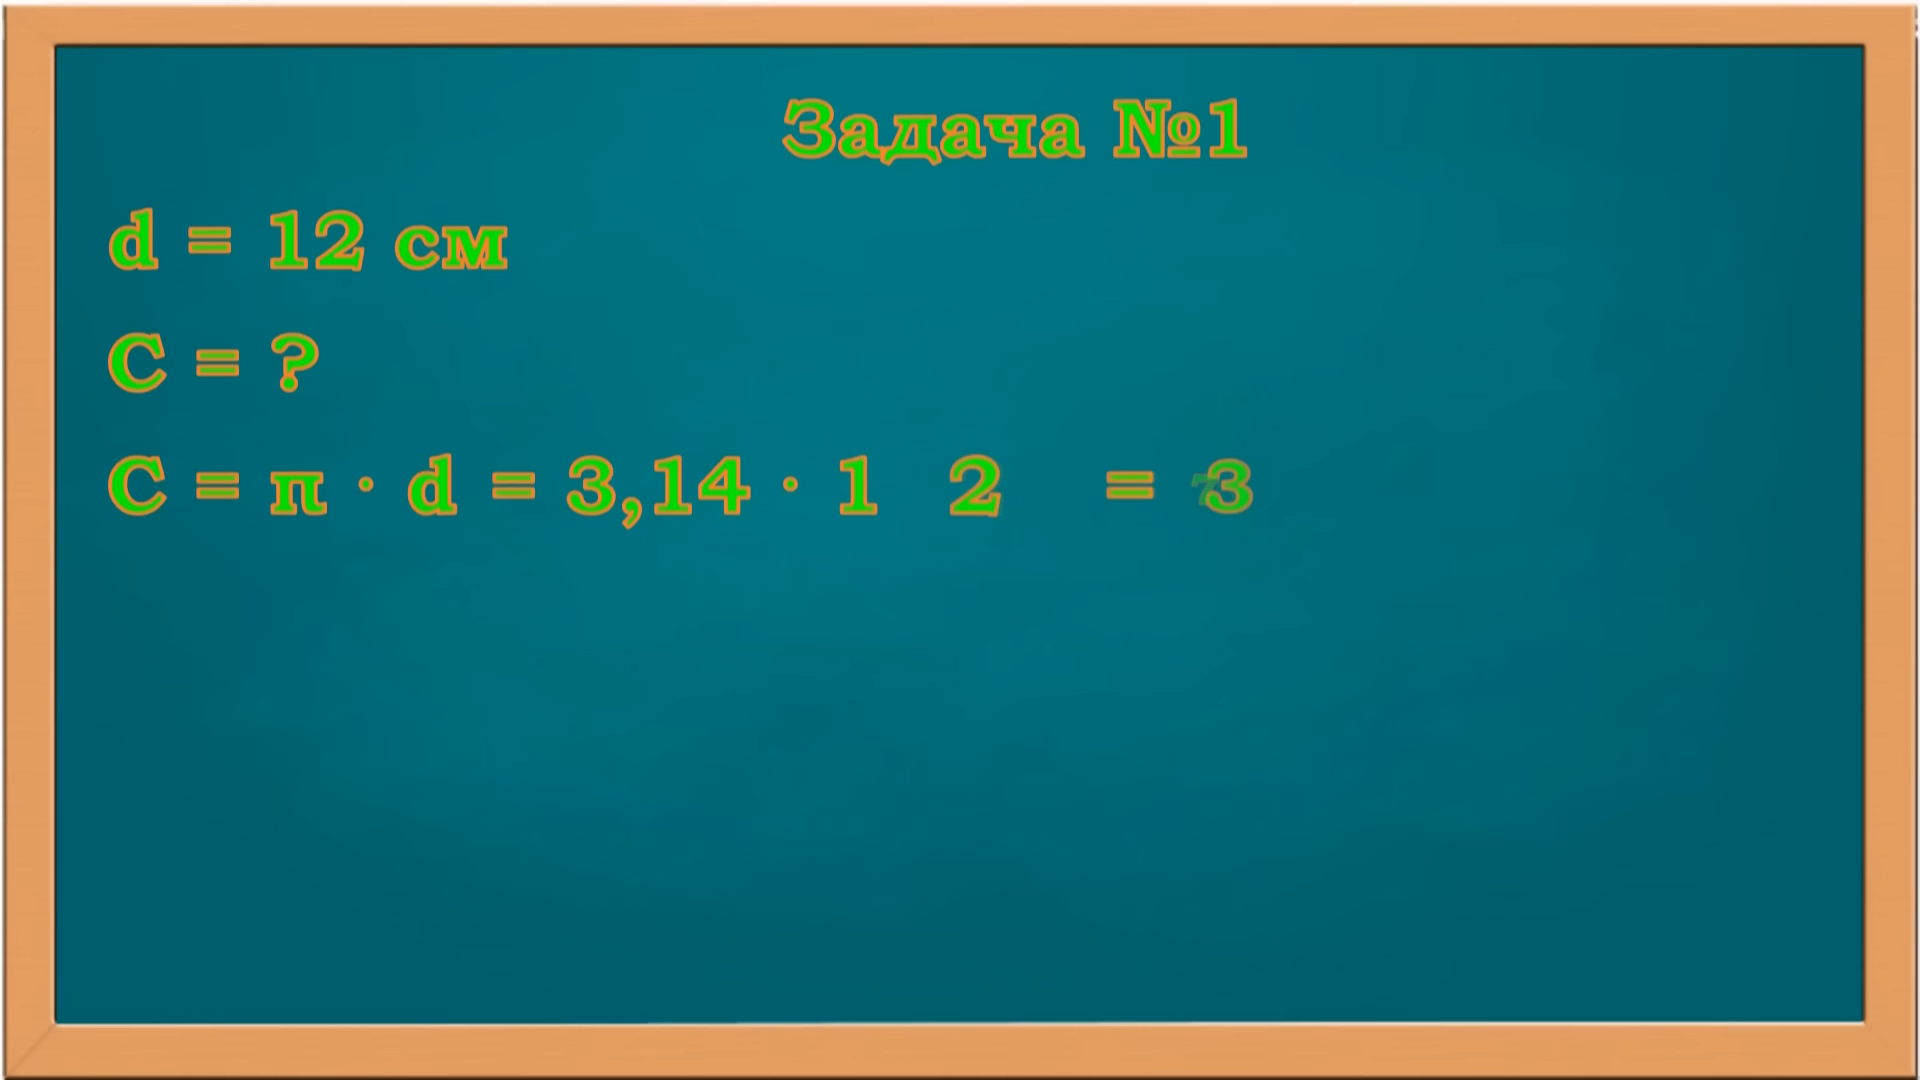 Задача №1
d = 12 см
C = ?
C = π · d = 3,14 · 1 2 = 3